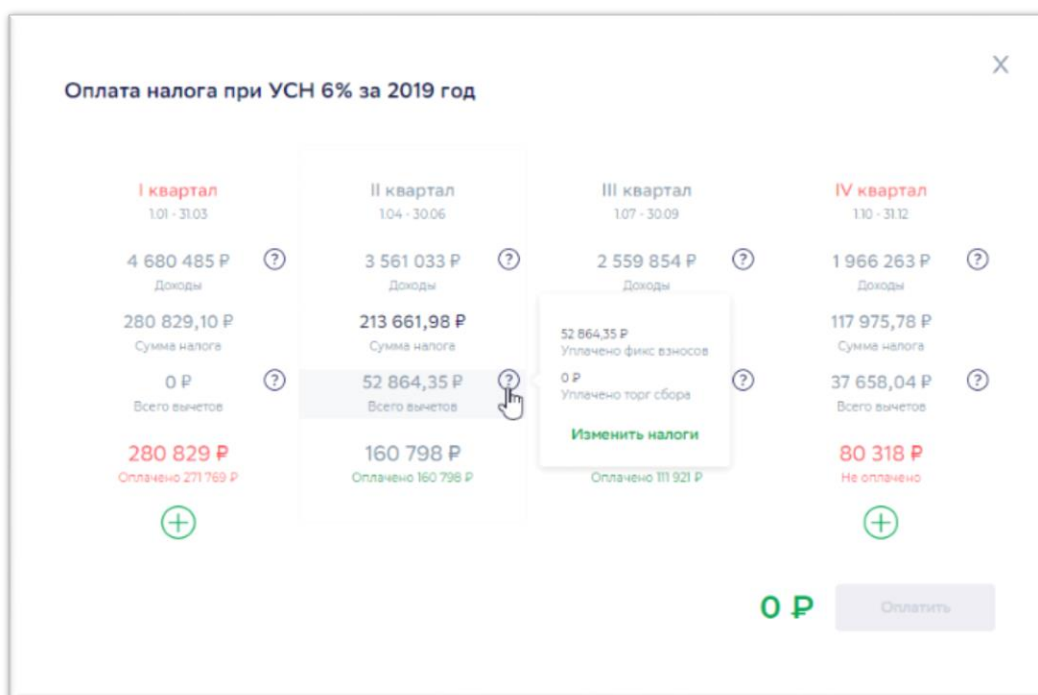 X
Оплата налога при УСН 6% за 2019 год
I квартал
1.01 - 31.03
4 680 485 ₽
?
Доходы
280 829,10 ₽
Сумма налога
0 ₽
?
Всего вычетов
280 829 ₽
Оплачено 271 769 ₽
II квартал
1.04 - 30.06
3 561 033 ₽
?
Доходы
213 661,98 ₽
Сумма налога
52 864,35 ₽
?
Всего вычетов
160 798 ₽
Оплачено 160 798 ₽
III квартал
1.07 - 30.09
2 559 854 ₽
?
Доходы
52 864,35 ₽
Уплачено фикс взносов
0 ₽
Уплачено торг сбора
Изменить налоги
?
Оплачено 111 921 ₽
IV квартал
1.10 - 31.12
1 966 263 ₽
?
Доходы
117 975,78 ₽
Сумма налога
37 658,04 ₽
?
Всего вычетов
80 318 ₽
Не оплачено
0 ₽
Оплатить